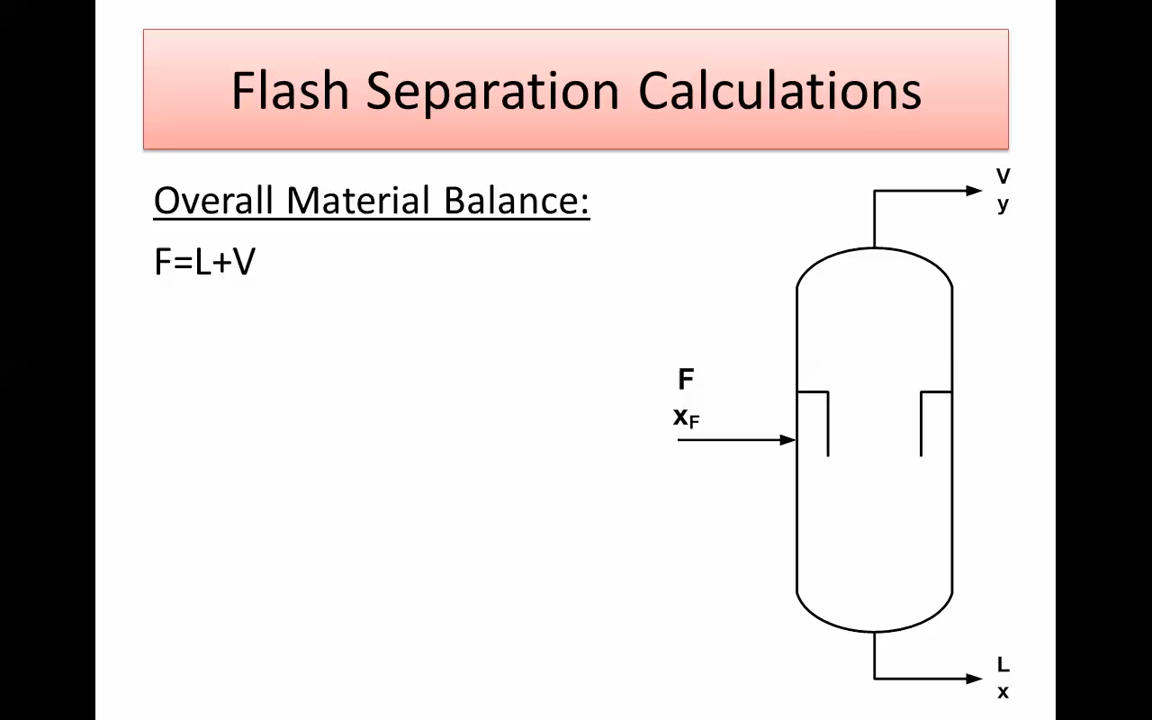 Flash Separation Calculations
Overall Material Balance:
F=L+V
V
y
F
xF
L
x